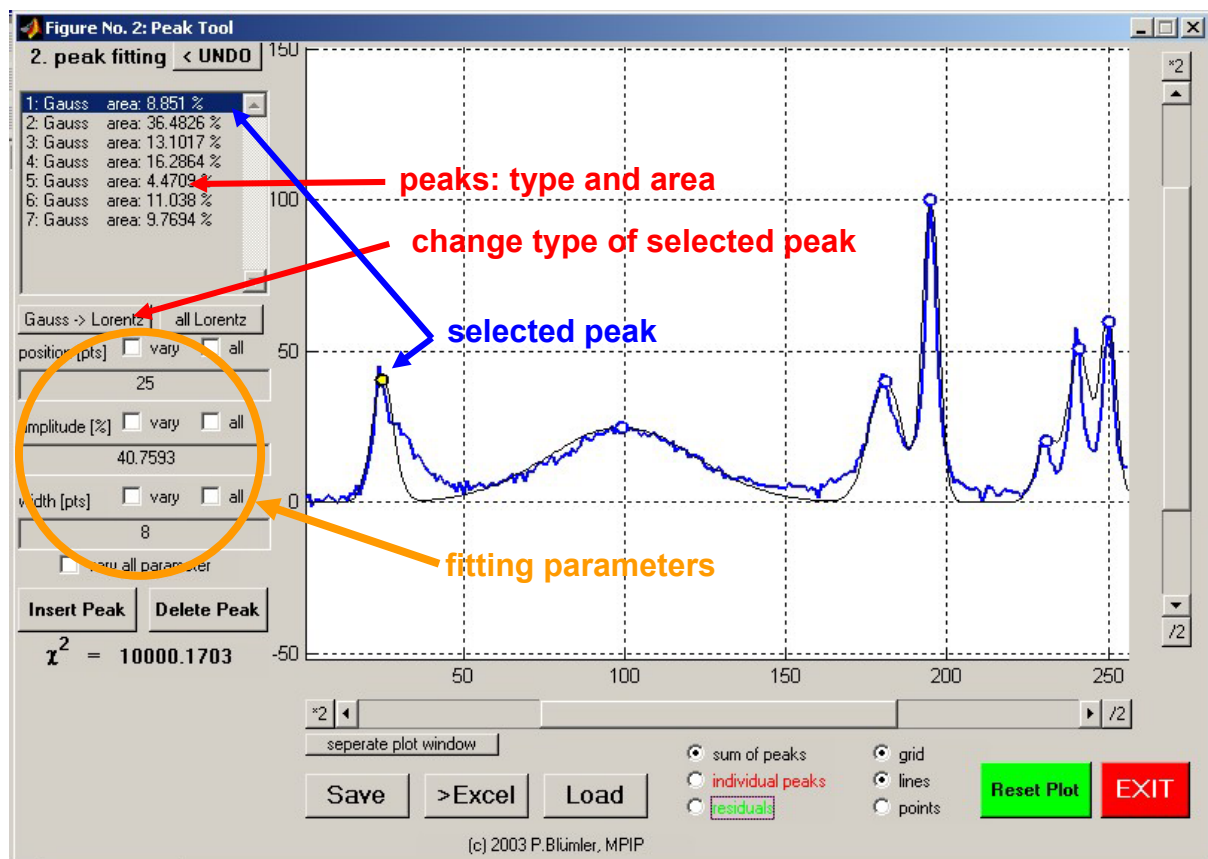 Figure No. 2: Peak Tool
2. peak fitting
< UNDO
1: Gauss area: 8.851 %
2: Gauss area: 36.4826 %
3: Gauss area: 13.1017 %
4: Gauss area: 16.2864 %
5: Gauss area: 4.4709 %
6: Gauss area: 11.038 %
7: Gauss area: 9.7694 %
peaks: type and area
change type of selected peak
selected peak
Gauss -> Lorentz
all Lorentz
position [pts] vary all
25
amplitude [%] vary all
40.7593
width [pts] vary all
8
vary all parameter
fitting parameters
Insert Peak
Delete Peak
χ2 = 10000.1703
150
100
50
0
-50
50 100 150 200 250
*2
/2
*2
/2
seperate plot window
Save
>Excel
Load
sum of peaks
individual peaks
residuals
grid
lines
points
Reset Plot
EXIT
(c) 2003 P.Blümler, MPIP